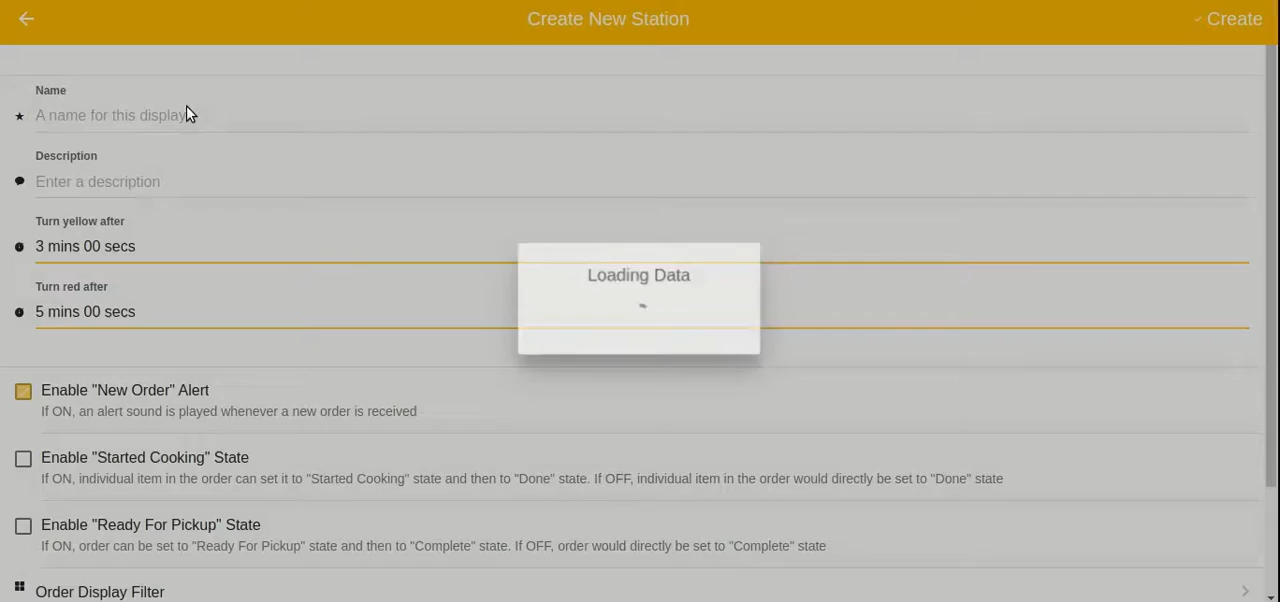 Create New Station
Create
Name
A name for this display
Description
Enter a description
Turn yellow after
3 mins 00 secs
Loading Data
Turn red after
5 mins 00 secs
Enable "New Order" Alert
If ON, an alert sound is played whenever a new order is received
Enable "Started Cooking" State
If ON, individual item in the order can set it to "Started Cooking" state and then to "Done" state. If OFF, individual item in the order would directly be set to "Done" state
Enable "Ready For Pickup" State
If ON, order can be set to "Ready For Pickup" state and then to "Complete" state. If OFF, order would directly be set to "Complete" state
Order Display Filter